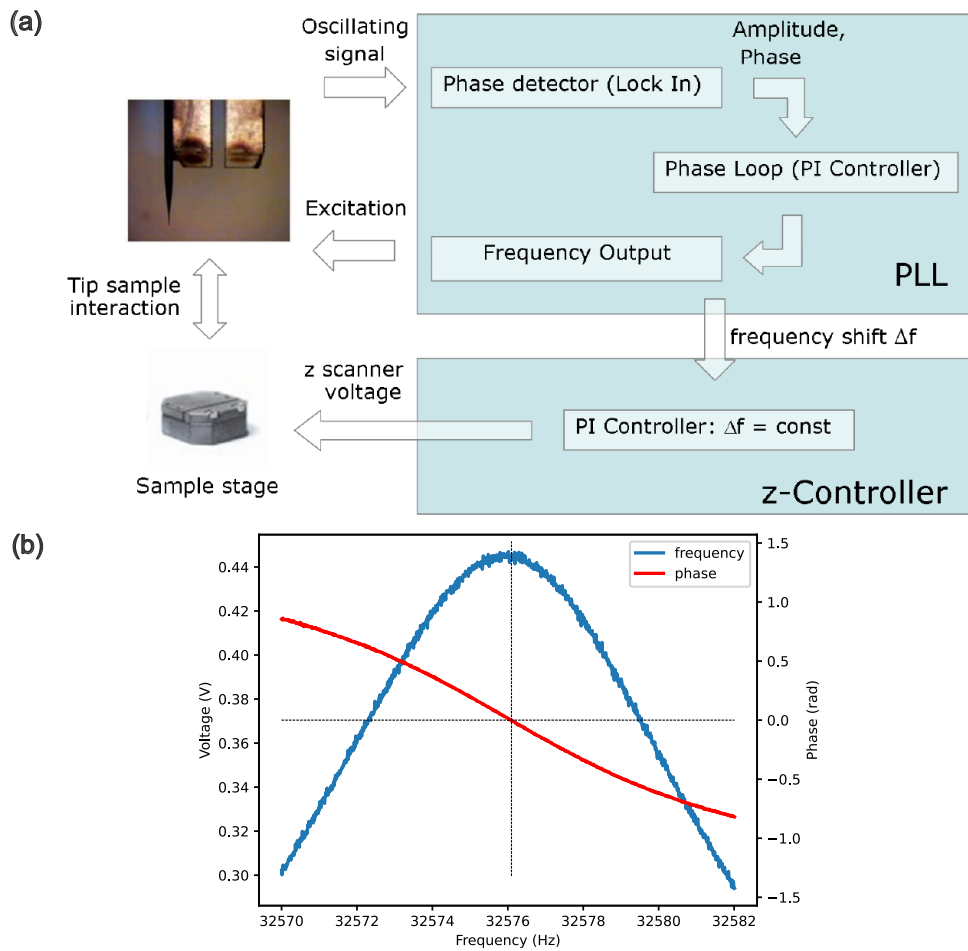 (a)
Oscillating
signal
Amplitude,
Phase
Phase detector (Lock In)
Phase Loop (PI Controller)
Excitation
Frequency Output
PLL
Tip sample
interaction
frequency shift Δf
z scanner
voltage
PI Controller: Δf = const
Sample stage
z-Controller
(b)
frequency
phase
0.44
0.42
0.40
0.38
0.36
0.34
0.32
0.30
Voltage (V)
1.5
1.0
0.5
0.0
−0.5
−1.0
−1.5
Phase (rad)
32570 32572 32574 32576 32578 32580 32582
Frequency (Hz)